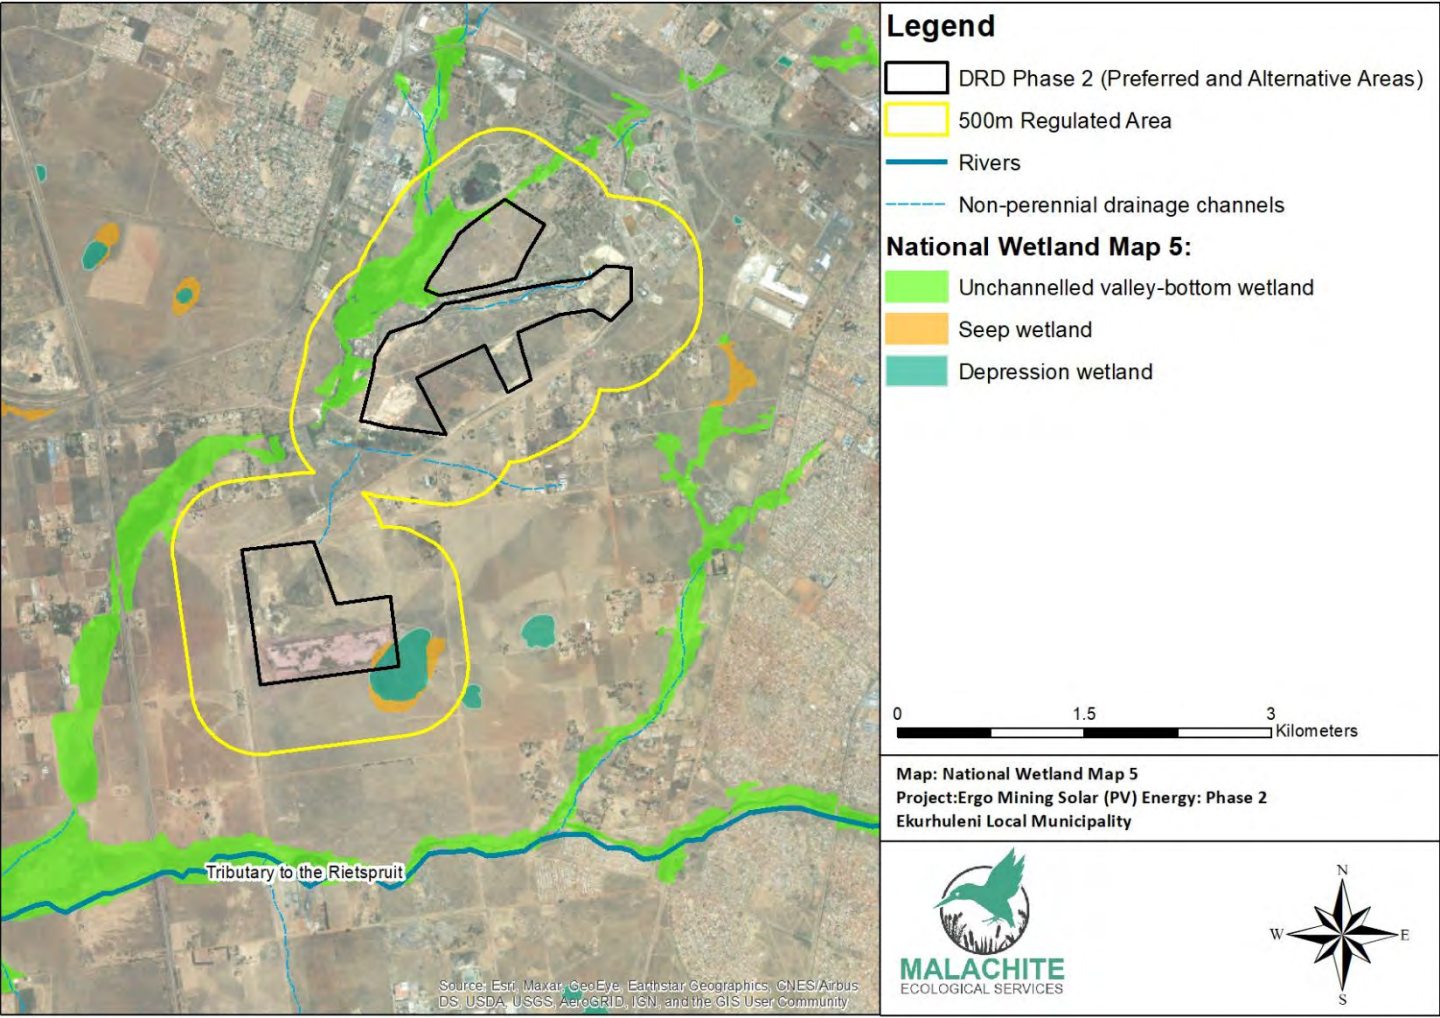 Legend
DRD Phase 2 (Preferred and Alternative Areas)
500m Regulated Area
Rivers
Non-perennial drainage channels
National Wetland Map 5:
Unchannelled valley-bottom wetland
Seep wetland
Depression wetland
0 1.5 3
Kilometers
Map: National Wetland Map 5
Project:Ergo Mining Solar (PV) Energy: Phase 2
Ekurhuleni Local Municipality
Tributary to the Rietspruit
Source: Esri, Maxar, GeoEye, Earthstar Geographics, CNES/Airbus
DS, USDA, USGS, AeroGRID, IGN, and the GIS User Community
MALACHITE
ECOLOGICAL SERVICES
N
W E
S